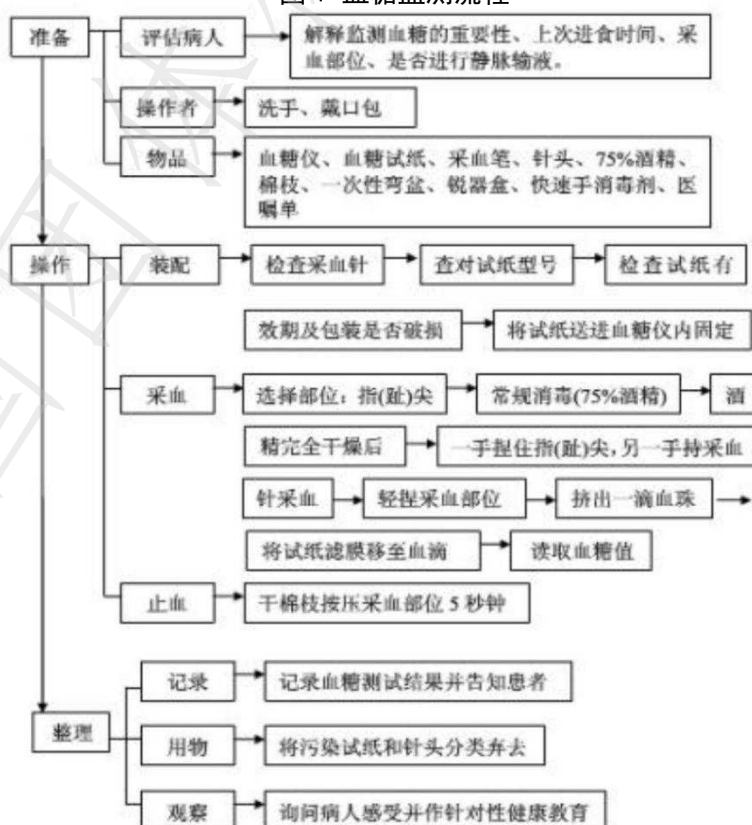 准备
评估病人
解释监测血糖的重要性、上次进食时间、采
血部位、是否进行静脉输液。
操作者
洗手、戴口包
物品
血糖仪、血糖试纸、采血笔、针头、75%酒精、
棉枝、一次性弯盆、锐器盒、快速手消毒剂、医
嘱单
操作
装配
检查采血针
查对试纸型号
检查试纸有
效期及包装是否破损
将试纸送进血糖仪内固定
采血
选择部位：指(趾)尖
常规消毒(75%酒精)
酒
精完全干燥后
一手捏住指(趾)尖,另一手持采血
针采血
轻捏采血部位
挤出一滴血珠
将试纸滤膜移至血滴
读取血糖值
止血
干棉枝按压采血部位 5 秒钟
整理
记录
记录血糖测试结果并告知患者
用物
将污染试纸和针头分类弃去
观察
询问病人感受并作针对性健康教育